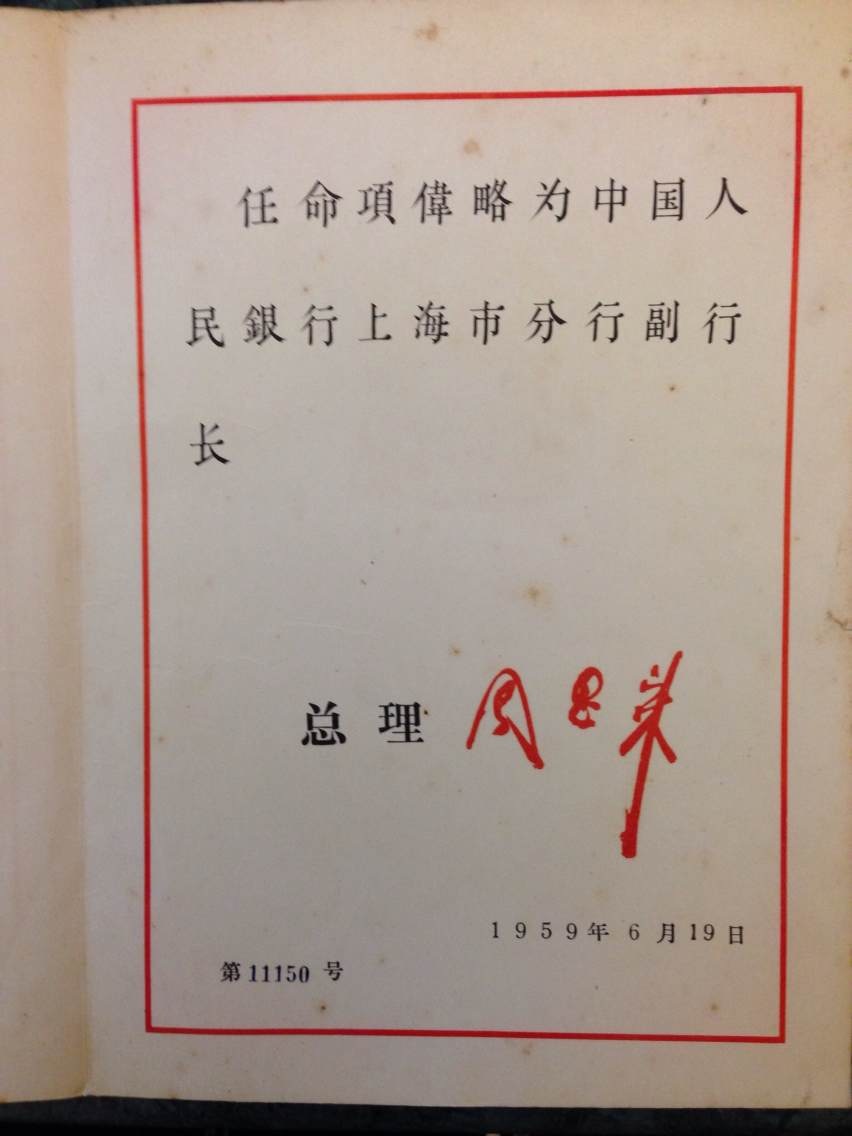 任命項偉略为中国人
民銀行上海市分行副行
长
总理 周恩来
1959年6月19日
第11150号